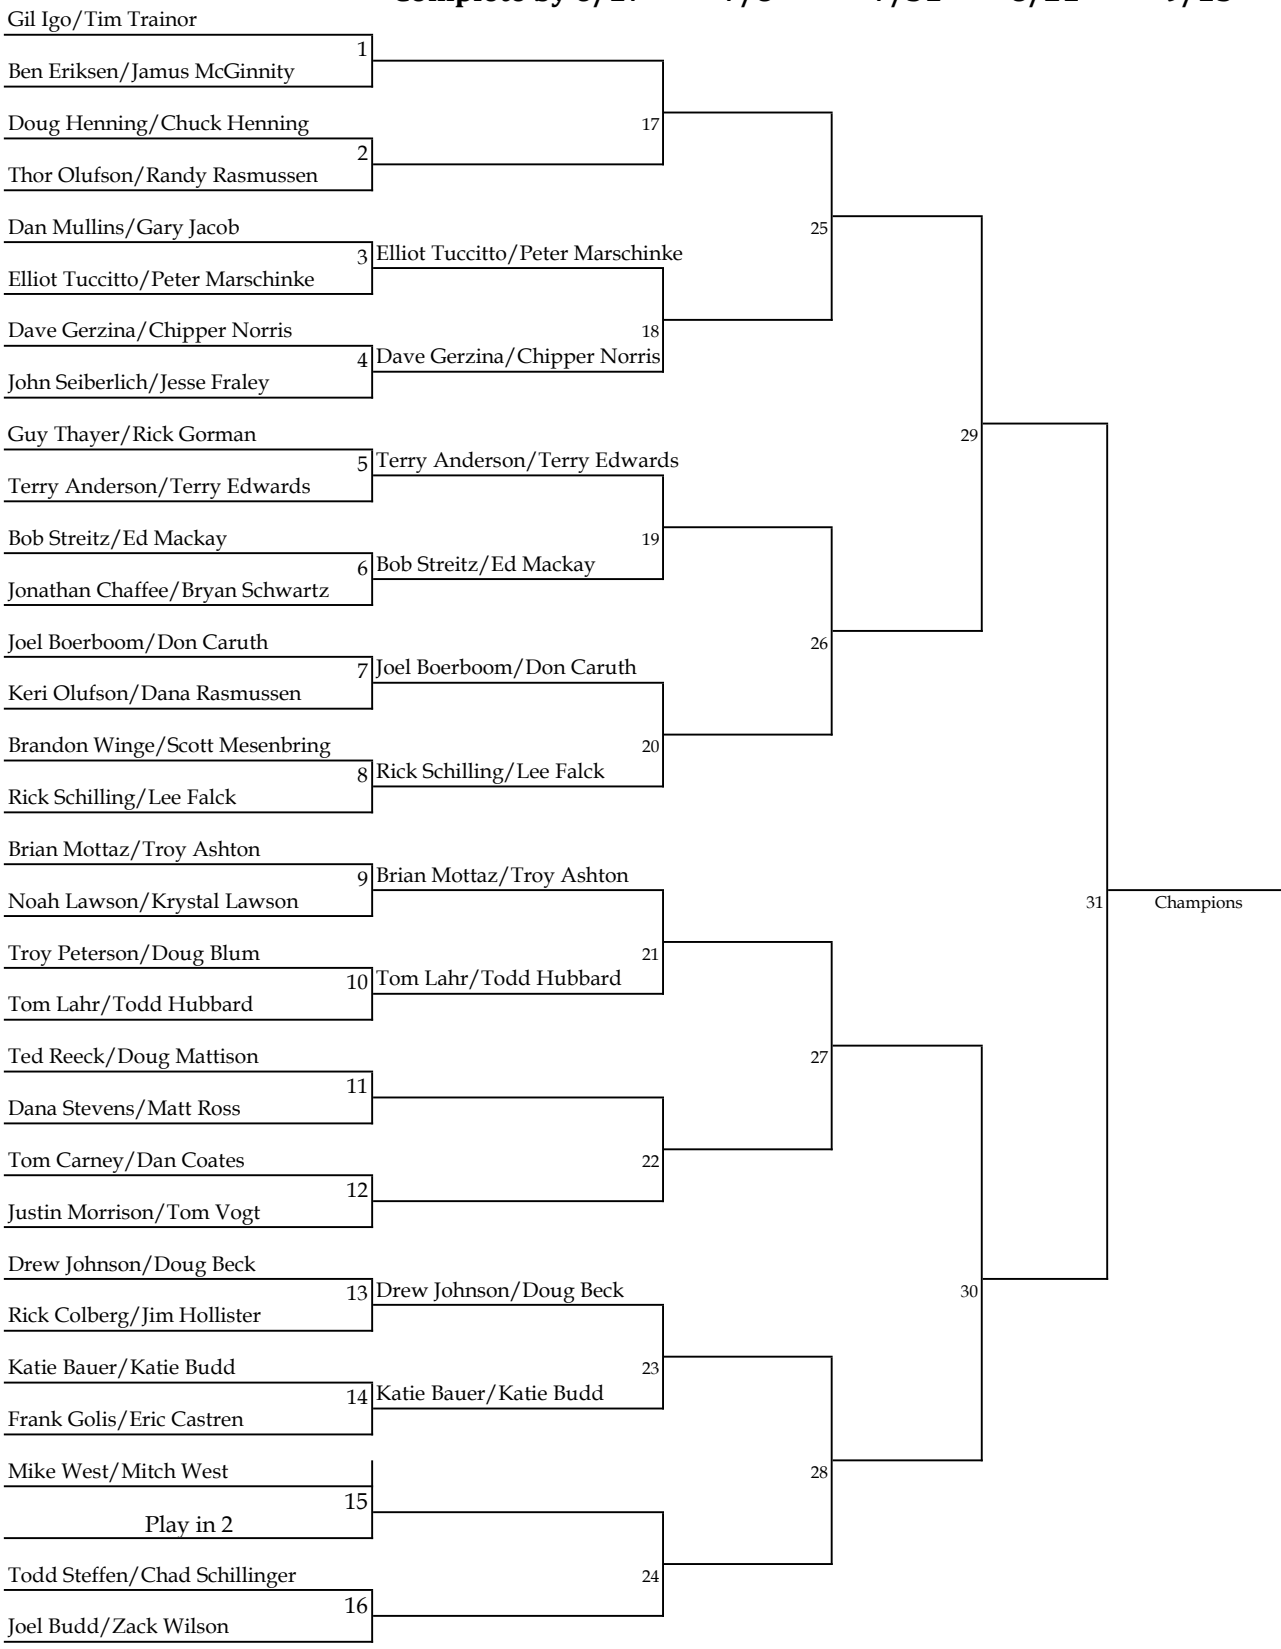 Gil Igo/Tim Trainor
1
Ben Eriksen/Jamus McGinnity
Doug Henning/Chuck Henning
17
2
Thor Olufson/Randy Rasmussen
Dan Mullins/Gary Jacob
25
3 Elliot Tuccitto/Peter Marschinke
Elliot Tuccitto/Peter Marschinke
Dave Gerzina/Chipper Norris
18
4 Dave Gerzina/Chipper Norris
John Seiberlich/Jesse Fraley
Guy Thayer/Rick Gorman
29
5 Terry Anderson/Terry Edwards
Terry Anderson/Terry Edwards
Bob Streitz/Ed Mackay
19
6 Bob Streitz/Ed Mackay
Jonathan Chaffee/Bryan Schwartz
Joel Boerboom/Don Caruth
26
7 Joel Boerboom/Don Caruth
Keri Olufson/Dana Rasmussen
Brandon Winge/Scott Mesenbring
20
8 Rick Schilling/Lee Falck
Rick Schilling/Lee Falck
Brian Mottaz/Troy Ashton
9 Brian Mottaz/Troy Ashton
Noah Lawson/Krystal Lawson
31
Champions
Troy Peterson/Doug Blum
21
10 Tom Lahr/Todd Hubbard
Tom Lahr/Todd Hubbard
Ted Reeck/Doug Mattison
27
11
Dana Stevens/Matt Ross
Tom Carney/Dan Coates
22
12
Justin Morrison/Tom Vogt
Drew Johnson/Doug Beck
13 Drew Johnson/Doug Beck
30
Rick Colberg/Jim Hollister
Katie Bauer/Katie Budd
23
14 Katie Bauer/Katie Budd
Frank Golis/Eric Castren
Mike West/Mitch West
28
15
Play in 2
Todd Steffen/Chad Schillinger
24
16
Joel Budd/Zack Wilson